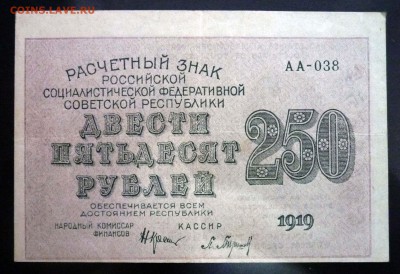 COINS.LAVE.RU
РАСЧЕТНЫЙ ЗНАК
РОССИЙСКОЙ
СОЦИАЛИСТИЧЕСКОЙ ФЕДЕРАТИВНОЙ
СОВЕТСКОЙ РЕСПУБЛИКИ
АА-038
ДВЕСТИ
ПЯТЬДЕСЯТ
РУБЛЕЙ
250
ОБЕСПЕЧИВАЕТСЯ ВСЕМ
ДОСТОЯНИЕМ РЕСПУБЛИКИ
1919
НАРОДНЫЙ КОМИССАР
ФИНАНСОВ
КАССИР